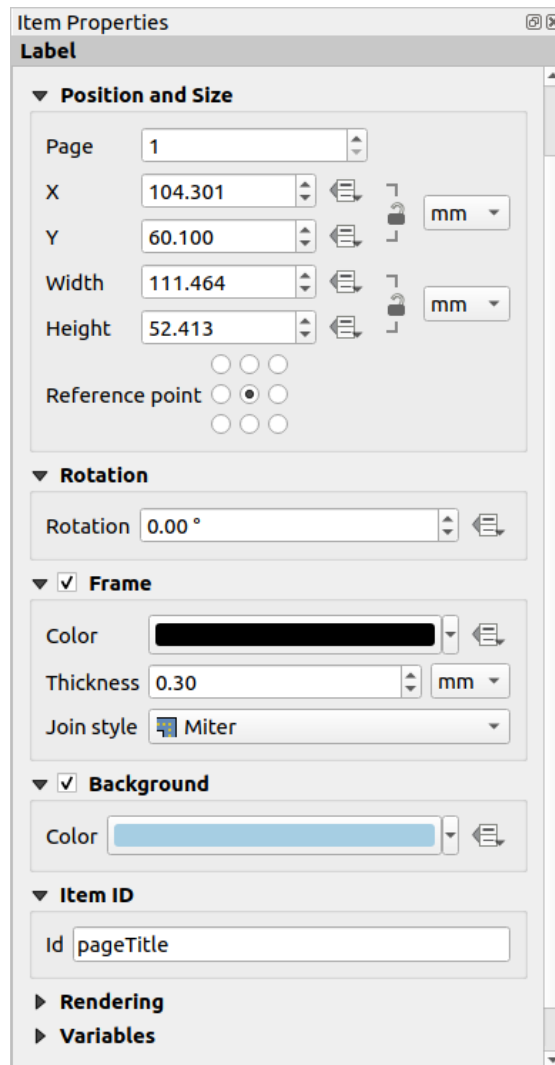 Item Properties
Label
Position and Size
Page 1
X 104.301
mm
Y 60.100
Width 111.464
mm
Height 52.413
Reference point
Rotation
Rotation 0.00 °
Frame
Color
Thickness 0.30 mm
Join style Miter
Background
Color
Item ID
Id pageTitle
Rendering
Variables